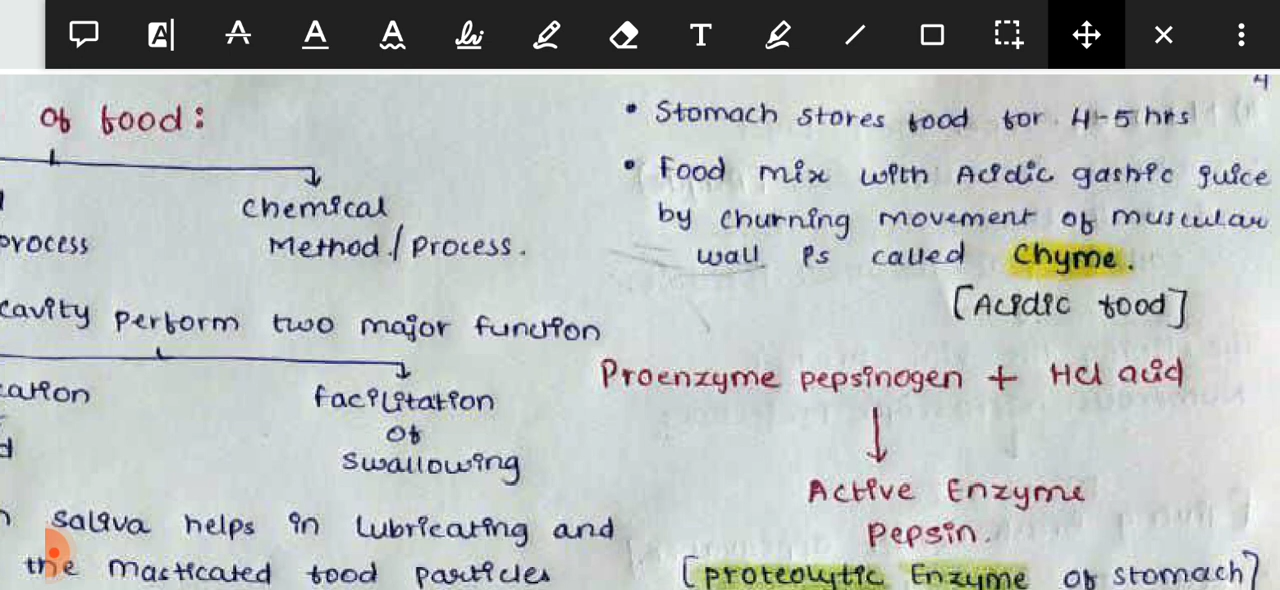 of food :
chemical
process
Method / Process.
cavity perform two major function
facilitation
of
swallowing
saliva helps in lubricating and
the masticated food particles
4
• Stomach stores food for 4-5 hrs
• Food mix with Acidic gastric juice
by churning movement of muscular
wall is called Chyme.
[Acidic food]
Proenzyme pepsinogen + Hcl acid
↓
Active Enzyme
Pepsin.
[proteolytic Enzyme of stomach]